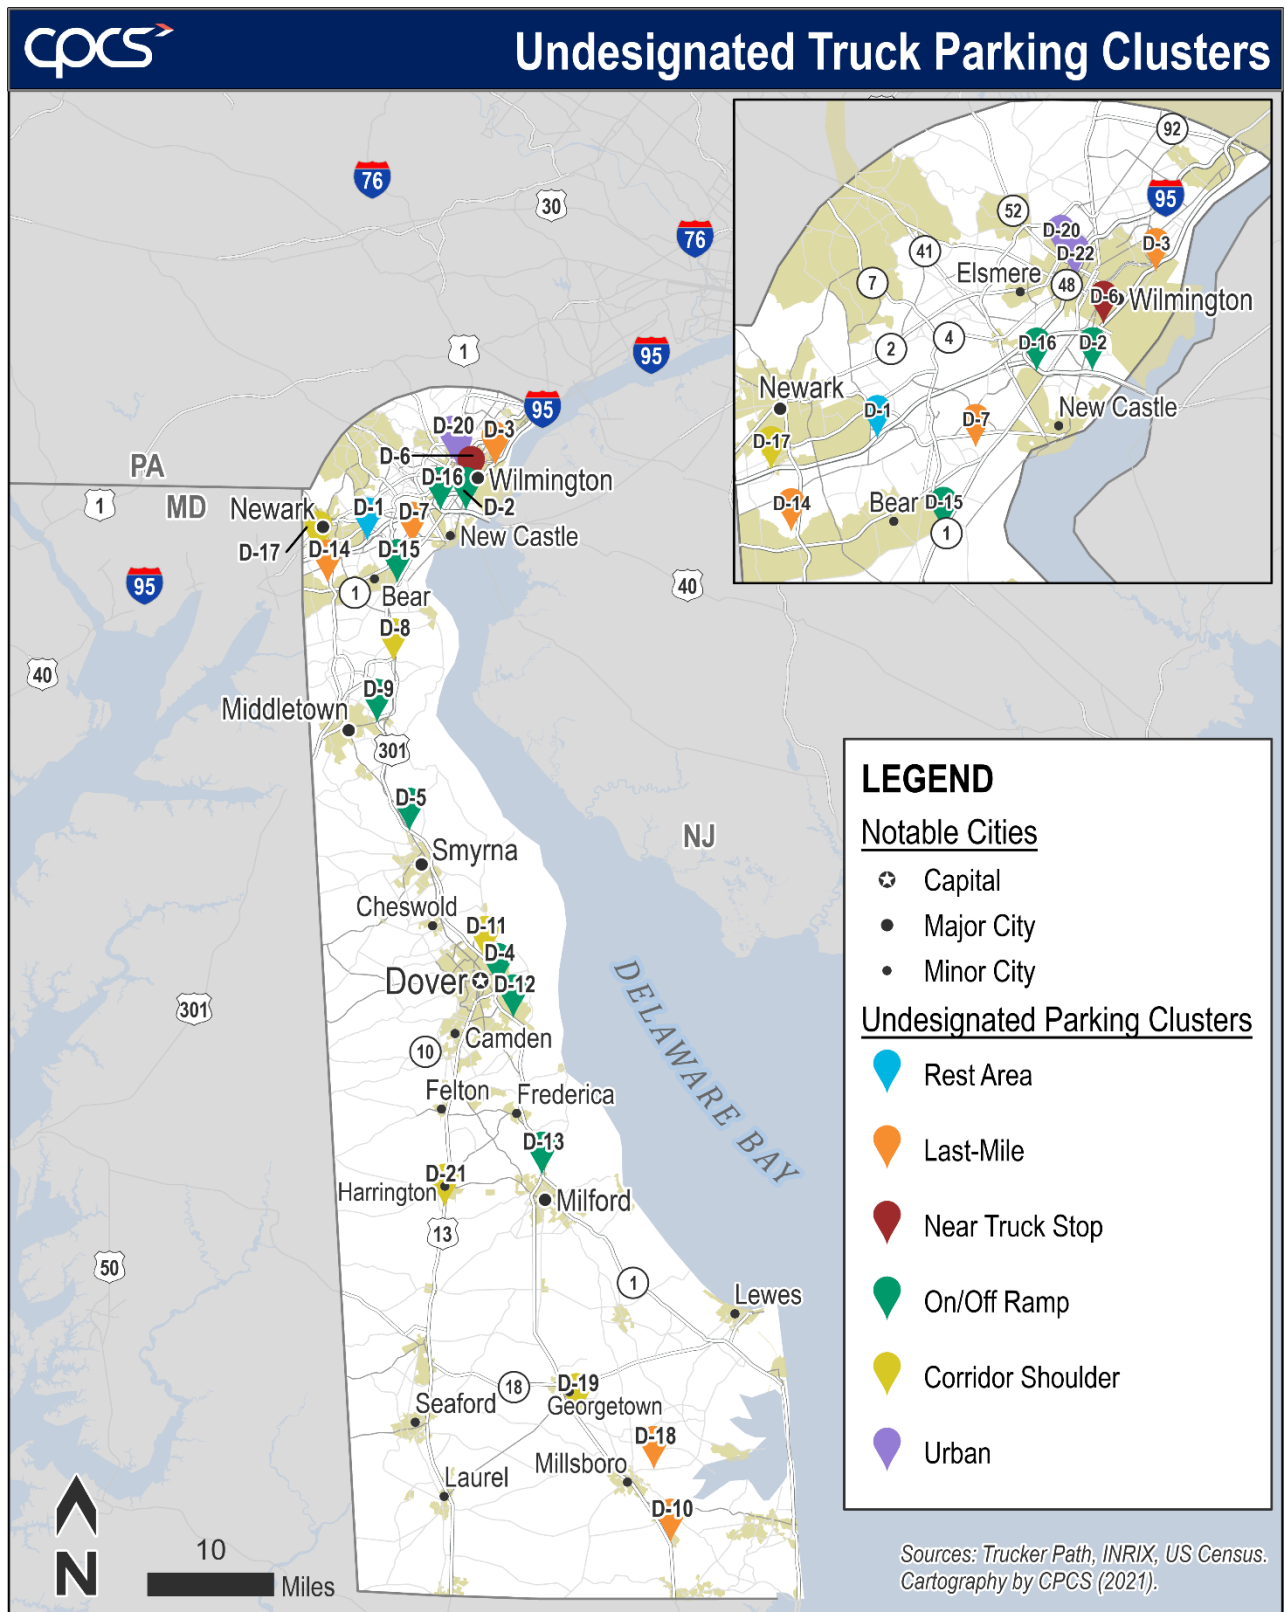 cpcs
Undesignated Truck Parking Clusters
76
30
76
1
95
95
PA
MD
1
95
40
40
D-20
D-3
D-6
D-16
Wilmington
D-2
Newark
D-1
D-7
New Castle
D-17
D-14
D-15
1
Bear
D-8
D-9
Middletown
301
D-5
Smyrna
NJ
Cheswold
D-11
D-4
Dover
D-12
301
10
Camden
Felton
Frederica
DELAWARE BAY
D-13
D-21
Harrington
Milford
13
50
1
Lewes
18
D-19
Georgetown
Seaford
D-18
Millsboro
Laurel
D-10
N
10
Miles
92
95
52
D-20
D-3
41
D-22
Elsmere
7
48
D-6
Wilmington
4
2
D-16
D-2
Newark
D-1
D-7
New Castle
D-17
D-14
Bear
D-15
1
LEGEND
Notable Cities
Capital
Major City
Minor City
Undesignated Parking Clusters
Rest Area
Last-Mile
Near Truck Stop
On/Off Ramp
Corridor Shoulder
Urban
Sources: Trucker Path, INRIX, US Census.
Cartography by CPCS (2021).